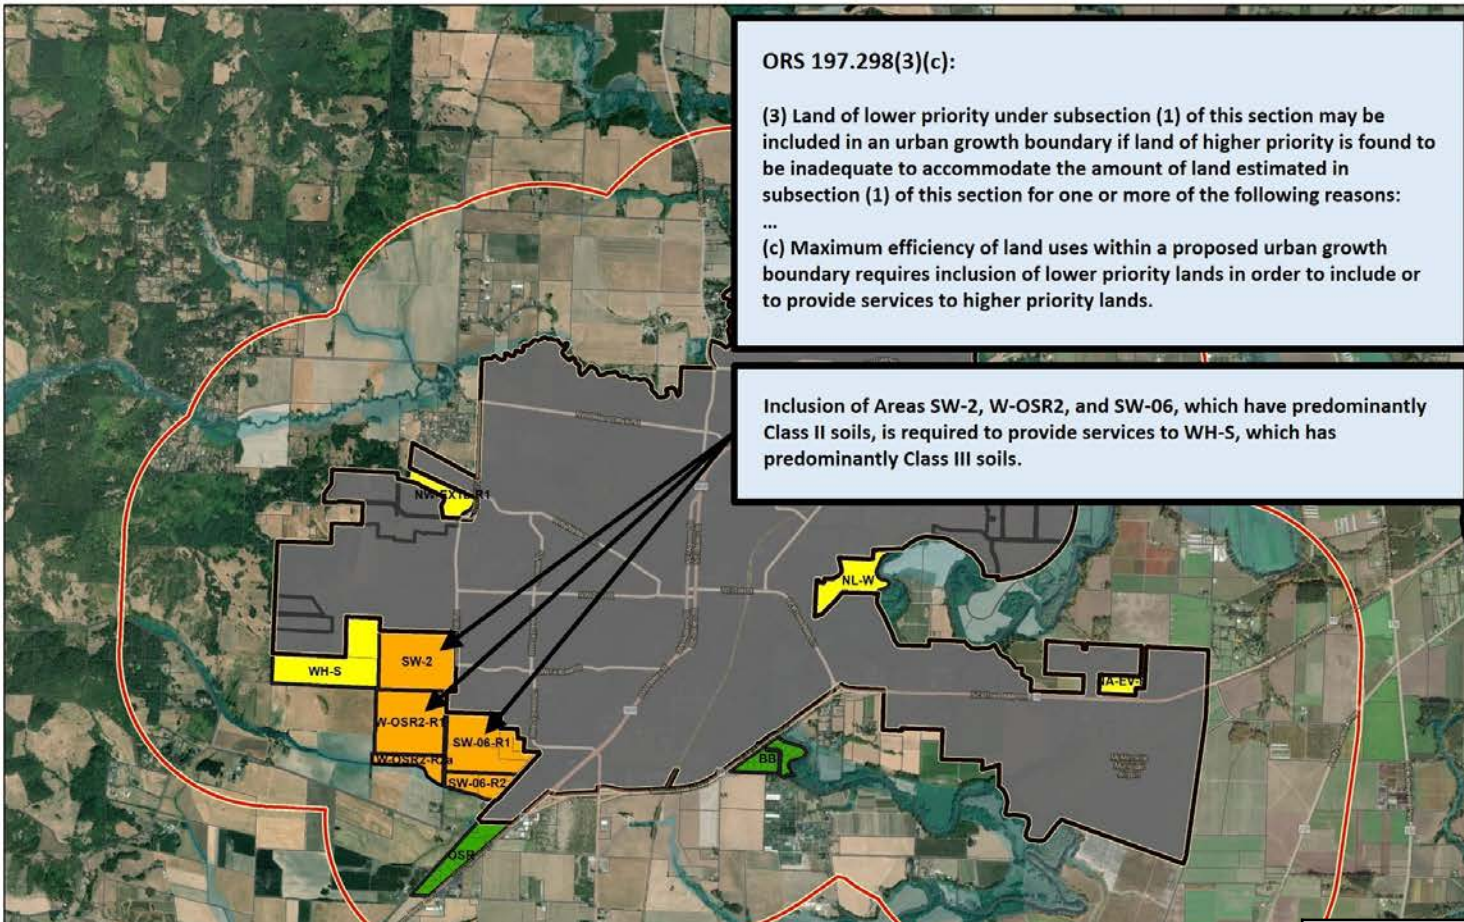 ORS 197.298(3)(c):
(3) Land of lower priority under subsection (1) of this section may be
included in an urban growth boundary if land of higher priority is found to
be inadequate to accommodate the amount of land estimated in
subsection (1) of this section for one or more of the following reasons:
...
(c) Maximum efficiency of land uses within a proposed urban growth
boundary requires inclusion of lower priority lands in order to include or
to provide services to higher priority lands.
Inclusion of Areas SW-2, W-OSR2, and SW-06, which have predominantly
Class II soils, is required to provide services to WH-S, which has
predominantly Class III soils.
NL-W
SW-2
WH-S
W-OSR2-R1
SW-06-R1
BB
SW-06-R2
OSR